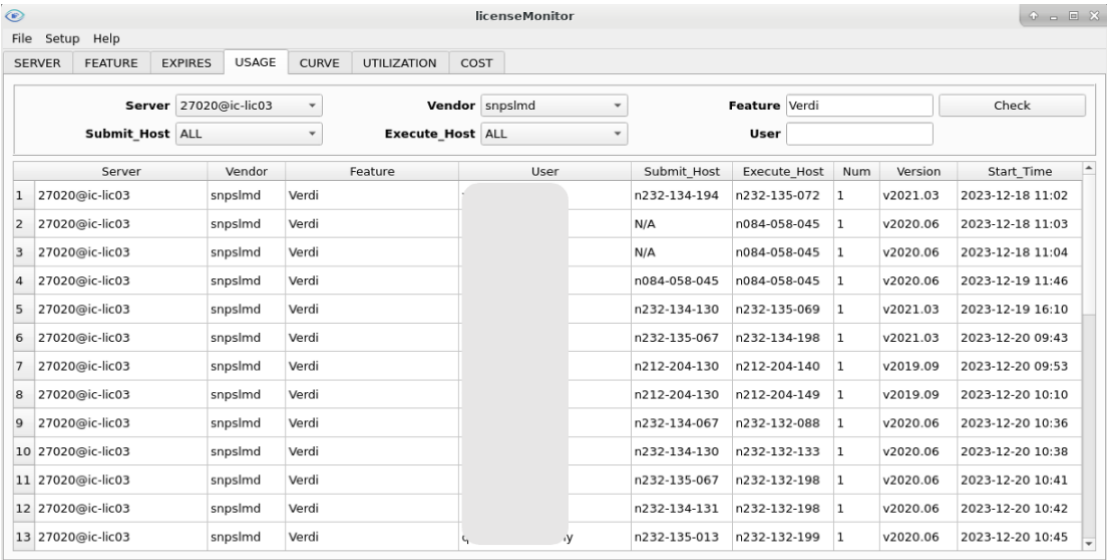 licenseMonitor
File Setup Help
SERVER FEATURE EXPIRES USAGE CURVE UTILIZATION COST
Server 27020@ic-lic03 Vendor snpslmd Feature Verdi Check
Submit_Host ALL Execute_Host ALL User
Server Vendor Feature User Submit_Host Execute_Host Num Version Start_Time
1 27020@ic-lic03 snpslmd Verdi n232-134-194 n232-135-072 1 v2021.03 2023-12-18 11:02
2 27020@ic-lic03 snpslmd Verdi N/A n084-058-045 1 v2020.06 2023-12-18 11:03
3 27020@ic-lic03 snpslmd Verdi N/A n084-058-045 1 v2020.06 2023-12-18 11:04
4 27020@ic-lic03 snpslmd Verdi n084-058-045 n084-058-045 1 v2020.06 2023-12-19 11:46
5 27020@ic-lic03 snpslmd Verdi n232-134-130 n232-135-069 1 v2021.03 2023-12-19 16:10
6 27020@ic-lic03 snpslmd Verdi n232-135-067 n232-134-198 1 v2021.03 2023-12-20 09:43
7 27020@ic-lic03 snpslmd Verdi n212-204-130 n212-204-140 1 v2019.09 2023-12-20 09:53
8 27020@ic-lic03 snpslmd Verdi n212-204-130 n212-204-149 1 v2019.09 2023-12-20 10:10
9 27020@ic-lic03 snpslmd Verdi n232-134-067 n232-132-088 1 v2020.06 2023-12-20 10:36
10 27020@ic-lic03 snpslmd Verdi n232-134-130 n232-132-133 1 v2020.06 2023-12-20 10:38
11 27020@ic-lic03 snpslmd Verdi n232-135-067 n232-132-198 1 v2020.06 2023-12-20 10:41
12 27020@ic-lic03 snpslmd Verdi n232-134-131 n232-132-198 1 v2020.06 2023-12-20 10:42
13 27020@ic-lic03 snpslmd Verdi n232-135-013 n232-132-199 1 v2020.06 2023-12-20 10:45